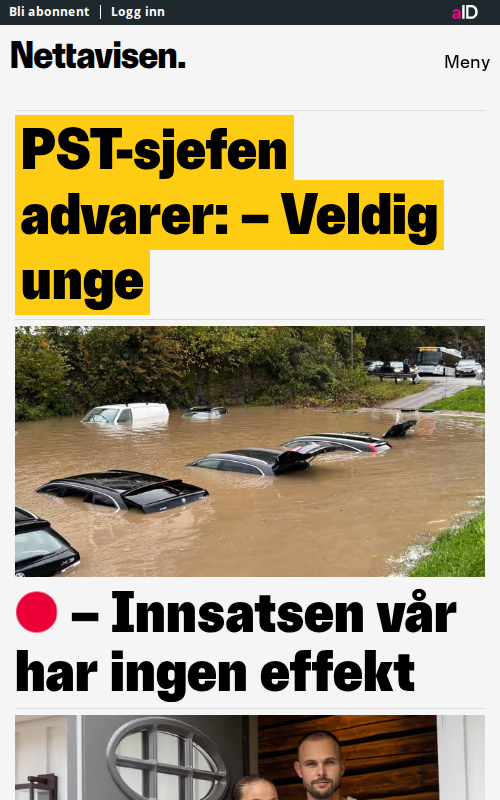 Bli abonnent | Logg inn
aID
Nettavisen.
Meny
PST-sjefen
advarer: – Veldig
unge
– Innsatsen vår
har ingen effekt